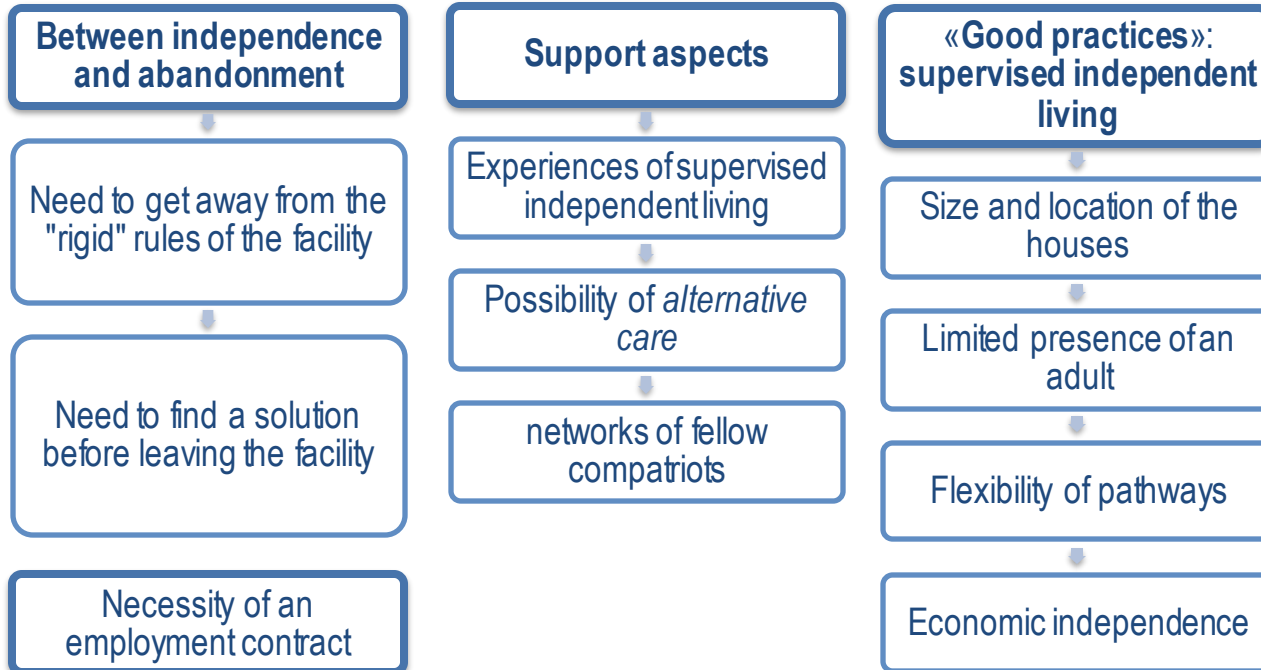 Between independence
and abandonment
Need to get away from the
"rigid" rules of the facility
Need to find a solution
before leaving the facility
Necessity of an
employment contract
Support aspects
Experiences of supervised
independent living
Possibility of alternative
care
networks of fellow
compatriots
«Good practices»:
supervised independent
living
Size and location of the
houses
Limited presence of an
adult
Flexibility of pathways
Economic independence